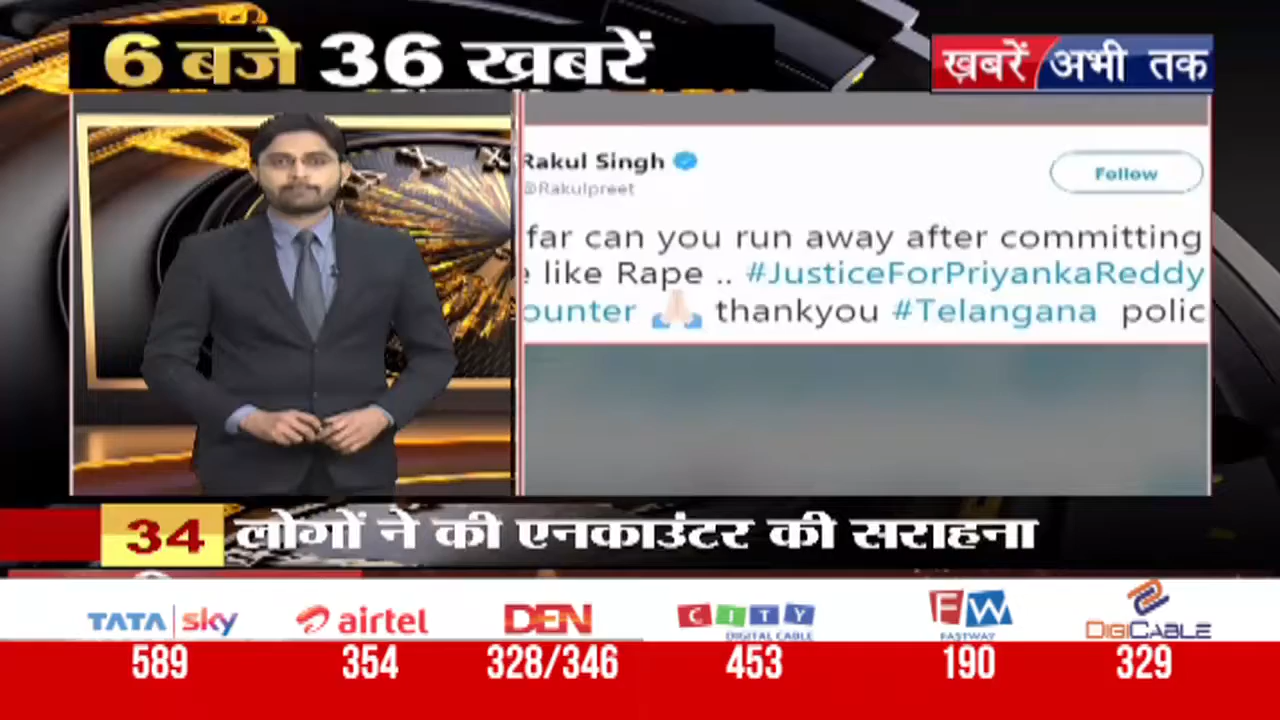 6 बजे 36 खबरें
ख़बरें अभी तक
Rakul Singh
@Rakulpreet
Follow
far can you run away after committing
like Rape .. #JusticeForPriyankaReddy
ounter 🙏🏻 thankyou #Telangana polic
34 लोगों ने की एनकाउंटर की सराहना
TATA sky airtel DEN CITY DIGITAL CABLE FW FASTWAY DIGICABLE
589 354 328/346 453 190 329